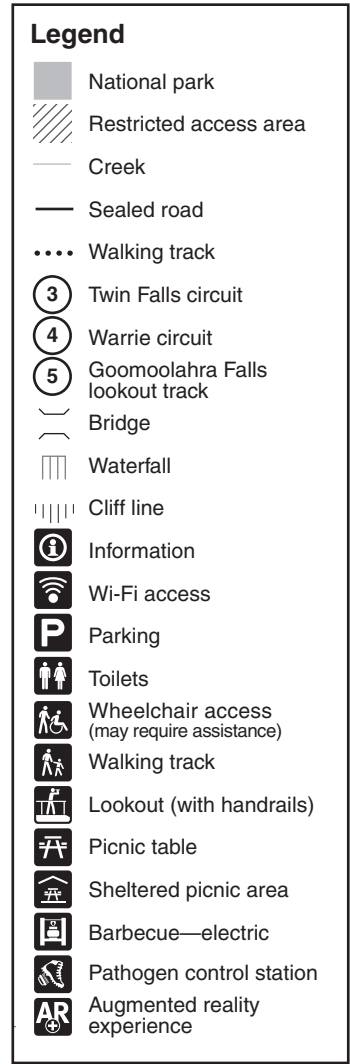 Legend
National park
Restricted access area
Creek
Sealed road
Walking track
3 Twin Falls circuit
4 Warrie circuit
5 Goomoolahra Falls
lookout track
Bridge
Waterfall
Cliff line
i Information
Wi-Fi access
P Parking
Toilets
Wheelchair access
(may require assistance)
Walking track
Lookout (with handrails)
Picnic table
Sheltered picnic area
Barbecue—electric
Pathogen control station
AR Augmented reality
experience